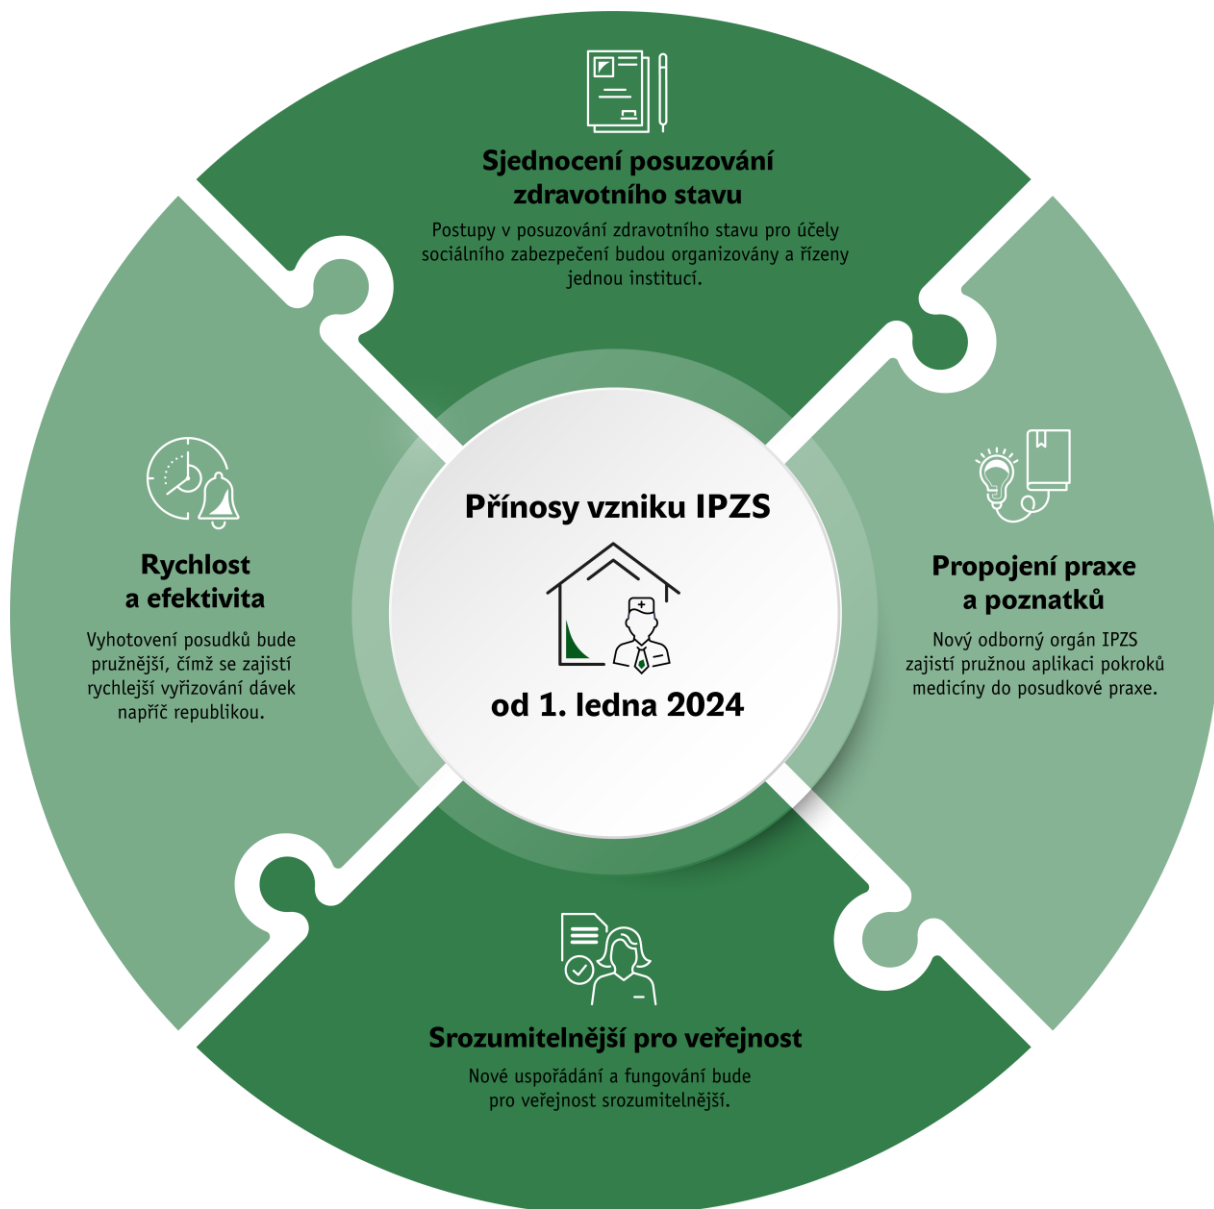 Sjednocení posuzování
zdravotního stavu
Postupy v posuzování zdravotního stavu pro účely
sociálního zabezpečení budou organizovány a řízeny
jednou institucí.
Přínosy vzniku IPZS
od 1. ledna 2024
Rychlost
a efektivita
Vyhotovení posudků bude
pružnější, čímž se zajistí
rychlejší vyřizování dávek
napříč republikou.
Propojení praxe
a poznatků
Nový odborný orgán IPZS
zajistí pružnou aplikaci pokroků
medicíny do posudkové praxe.
Srozumitelnější pro veřejnost
Nové uspořádání a fungování bude
pro veřejnost srozumitelnější.